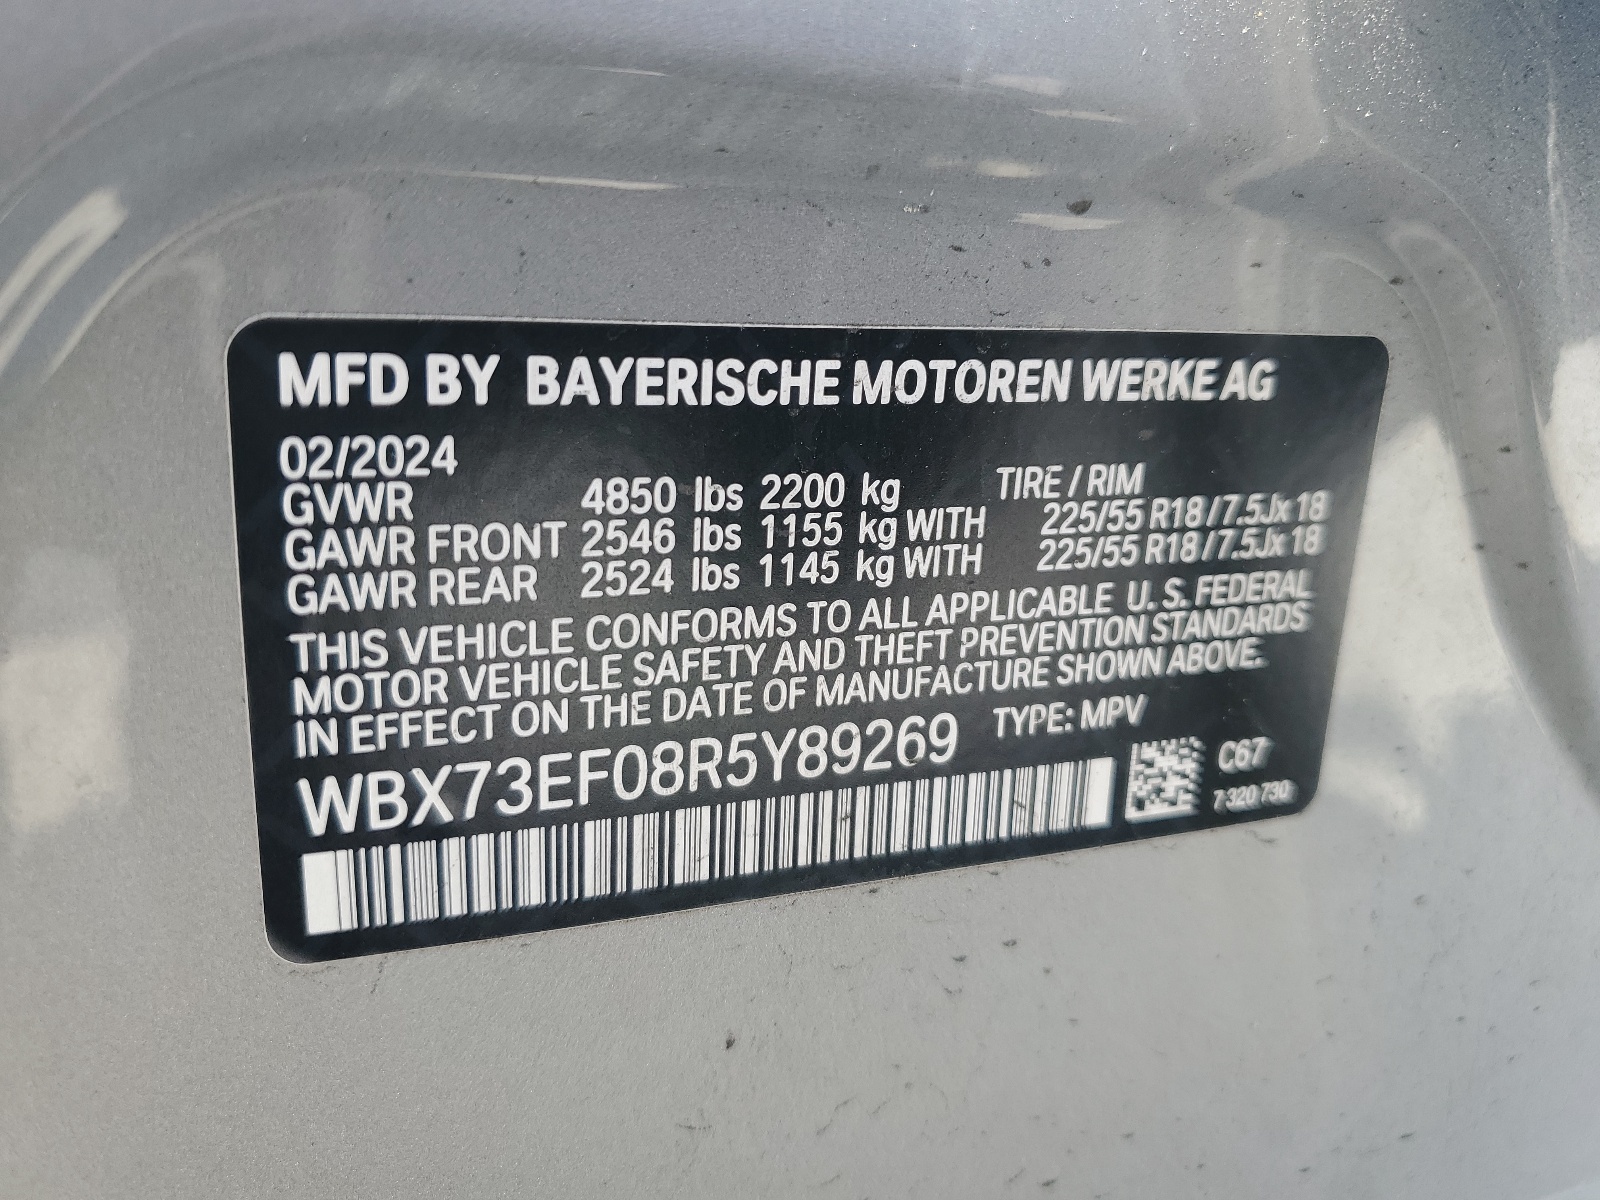 MFD BY BAYERISCHE MOTOREN WERKE AG
02/2024
GVWR 4850 lbs 2200 kg TIRE / RIM
GAWR FRONT 2546 lbs 1155 kg WITH 225/55 R18 / 7.5Jx18
GAWR REAR 2524 lbs 1145 kg WITH 225/55 R18 / 7.5Jx18
THIS VEHICLE CONFORMS TO ALL APPLICABLE U. S. FEDERAL
MOTOR VEHICLE SAFETY AND THEFT PREVENTION STANDARDS
IN EFFECT ON THE DATE OF MANUFACTURE SHOWN ABOVE.
WBX73EF08R5Y89269 TYPE: MPV
C67
7 320 730